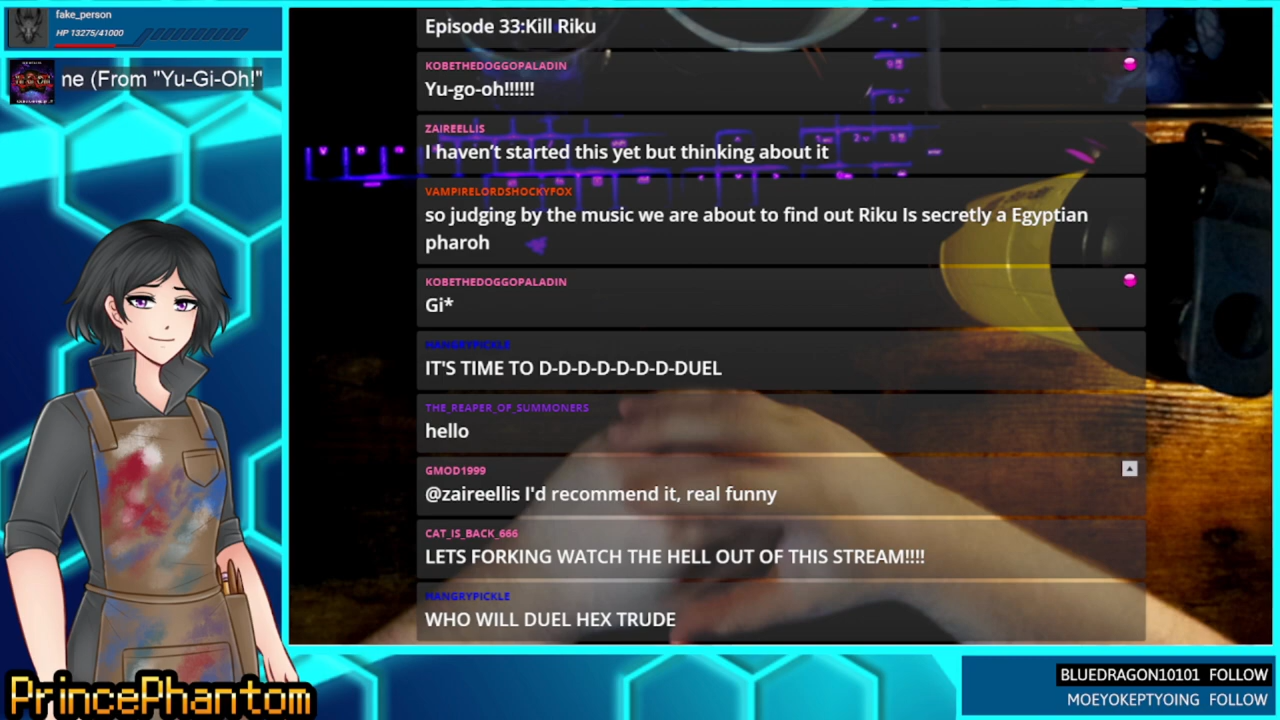 fake_person
HP 13275/41000
ne (From "Yu-Gi-Oh!"
Episode 33:Kill Riku
KOBETHEDOGGOPALADIN
Yu-go-oh!!!!!!
ZAIREELLIS
I haven't started this yet but thinking about it
VAMPIRELORDSHOCKYFOX
so judging by the music we are about to find out Riku Is secretly a Egyptian
pharoh
KOBETHEDOGGOPALADIN
Gi*
HANGRYPICKLE
IT'S TIME TO D-D-D-D-D-D-D-DUEL
THE_REAPER_OF_SUMMONERS
hello
GMOD1999
@zaireellis I'd recommend it, real funny
CAT_IS_BACK_666
LETS FORKING WATCH THE HELL OUT OF THIS STREAM!!!!
HANGRYPICKLE
WHO WILL DUEL HEX TRUDE
PrincePhantom
BLUEDRAGON10101 FOLLOW
MOEYOKEPTYOING FOLLOW